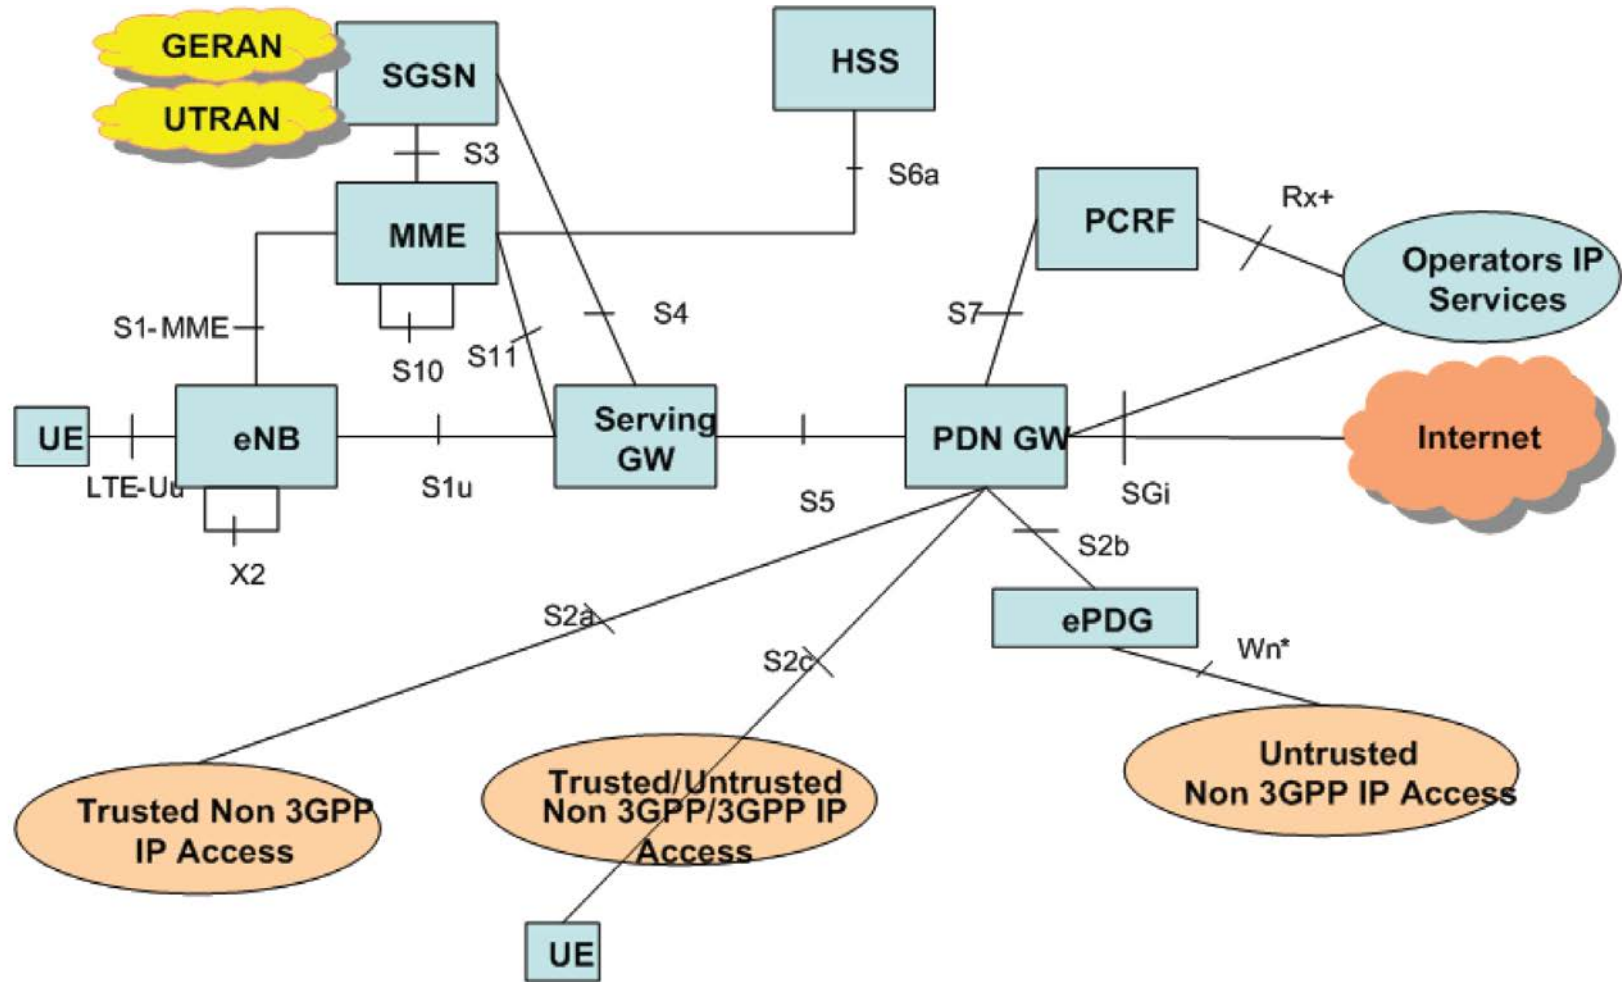 GERAN
SGSN
HSS
UTRAN
S3
S6a
MME
PCRF
Rx+
Operators IP
Services
S1-MME
S10
S11
S4
S7
UE
eNB
Serving
GW
PDN GW
Internet
LTE-Uu
S1u
S5
SGi
X2
S2b
S2a
ePDG
S2c
Wn*
Trusted Non 3GPP
IP Access
Trusted/Untrusted
Non 3GPP/3GPP IP
Access
Untrusted
Non 3GPP IP Access
UE